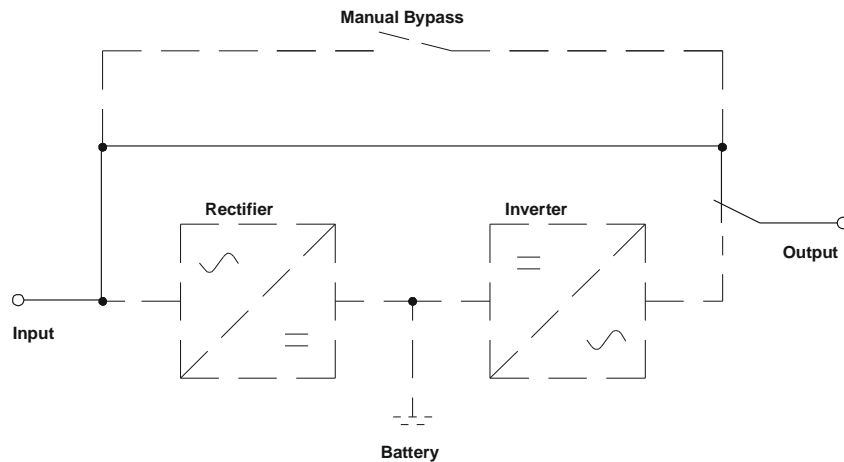 Manual Bypass
Rectifier
Inverter
Output
Input
Battery